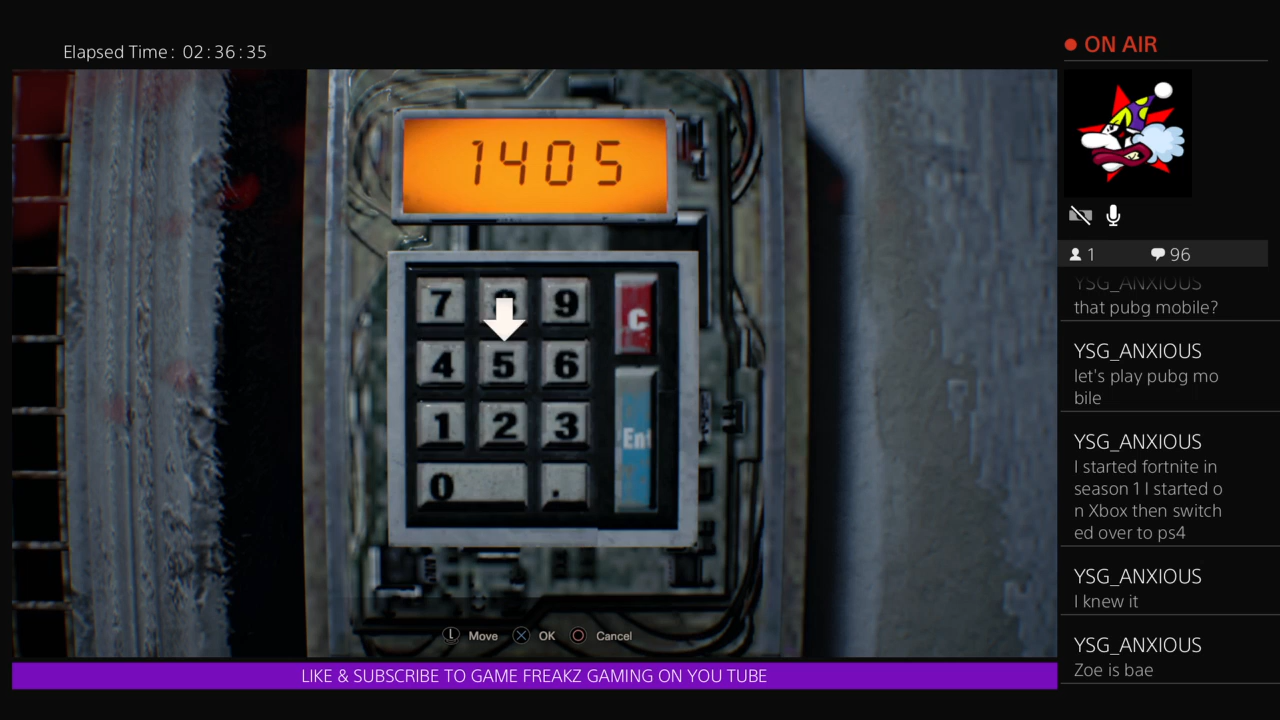 Elapsed Time: 02:36:35
ON AIR
1405
7 9 C
4 5 6
1 2 3 Ent
0 .
Move OK Cancel
LIKE & SUBSCRIBE TO GAME FREAKZ GAMING ON YOU TUBE
1 96
YSG_ANXIOUS
that pubg mobile?
YSG_ANXIOUS
let's play pubg mo
bile
YSG_ANXIOUS
I started fortnite in
season 1 I started o
n Xbox then switch
ed over to ps4
YSG_ANXIOUS
I knew it
YSG_ANXIOUS
Zoe is bae